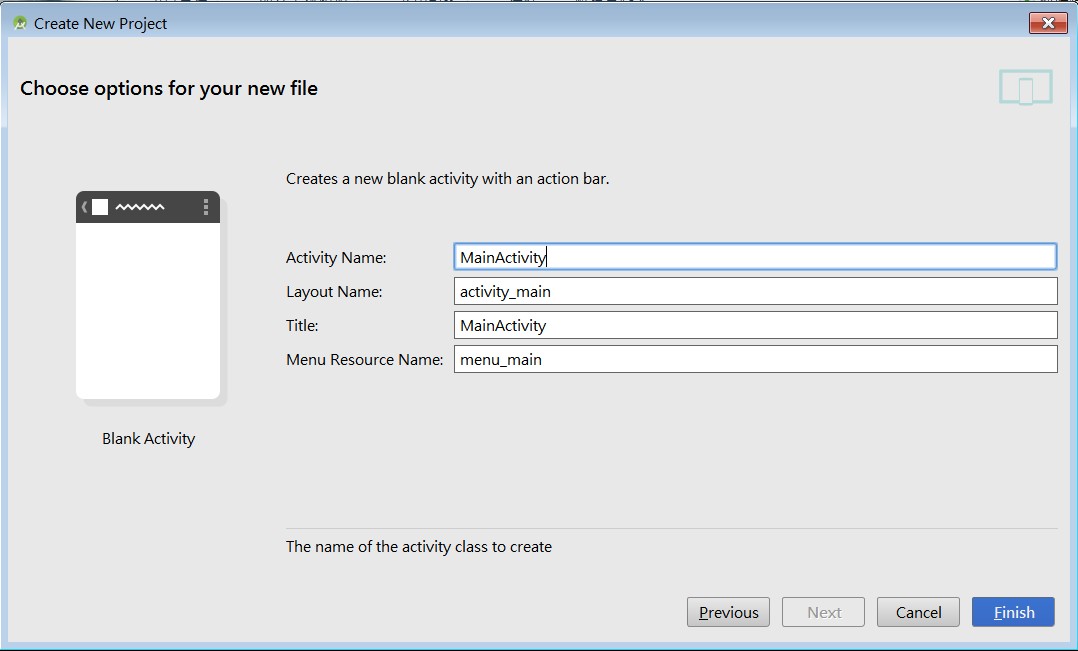 Create New Project
Choose options for your new file
Creates a new blank activity with an action bar.
Activity Name: MainActivity
Layout Name: activity_main
Title: MainActivity
Menu Resource Name: menu_main
Blank Activity
The name of the activity class to create
Previous Next Cancel Finish